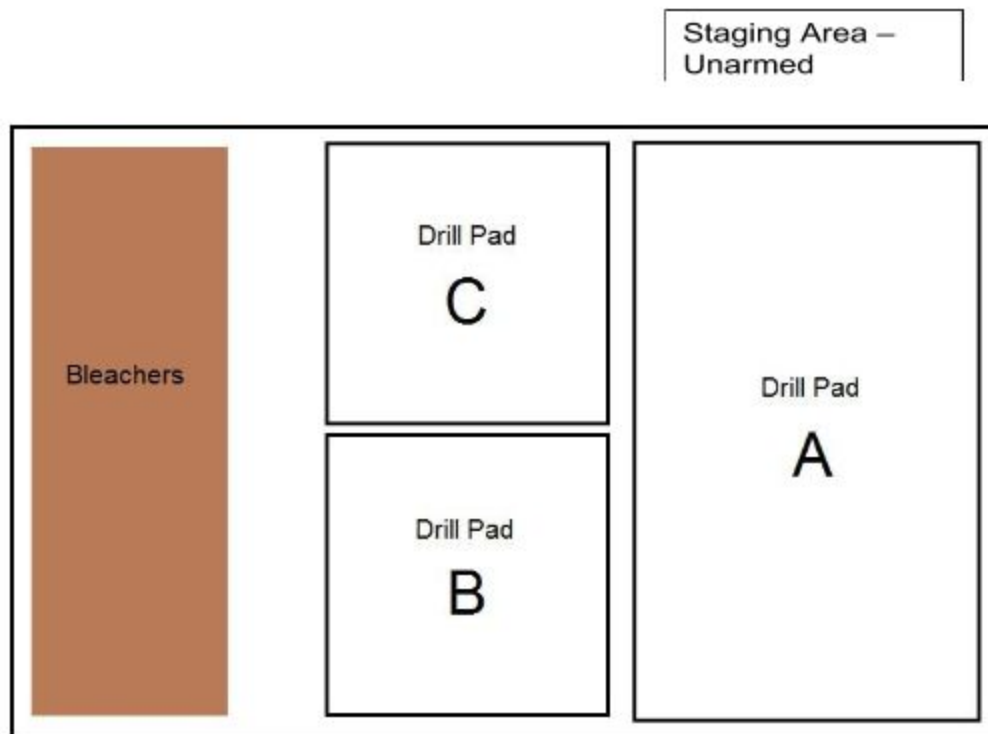 Staging Area –
Unarmed
Drill Pad
C
Bleachers
Drill Pad
A
Drill Pad
B